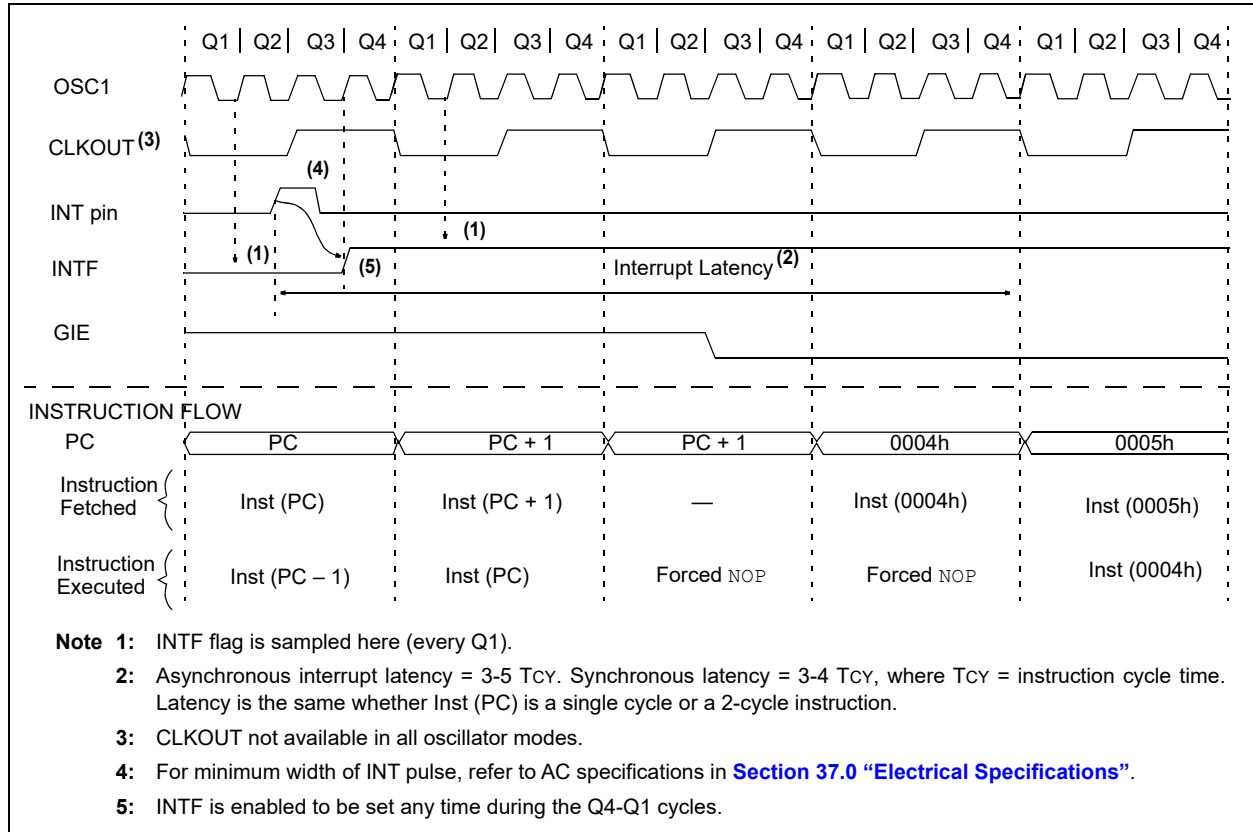 Q1 Q2 Q3 Q4 Q1 Q2 Q3 Q4 Q1 Q2 Q3 Q4 Q1 Q2 Q3 Q4 Q1 Q2 Q3 Q4
OSC1
CLKOUT (3)
(4)
INT pin
(1)
(1)
INTF
(5)
Interrupt Latency (2)
GIE
INSTRUCTION FLOW
PC
PC PC + 1 PC + 1 0004h 0005h
Instruction
Fetched
Inst (PC) Inst (PC + 1) — Inst (0004h) Inst (0005h)
Instruction
Executed
Inst (PC – 1) Inst (PC) Forced NOP Forced NOP Inst (0004h)
Note 1: INTF flag is sampled here (every Q1).
2: Asynchronous interrupt latency = 3-5 TCY. Synchronous latency = 3-4 TCY, where TCY = instruction cycle time.
Latency is the same whether Inst (PC) is a single cycle or a 2-cycle instruction.
3: CLKOUT not available in all oscillator modes.
4: For minimum width of INT pulse, refer to AC specifications in Section 37.0 “Electrical Specifications”.
5: INTF is enabled to be set any time during the Q4-Q1 cycles.